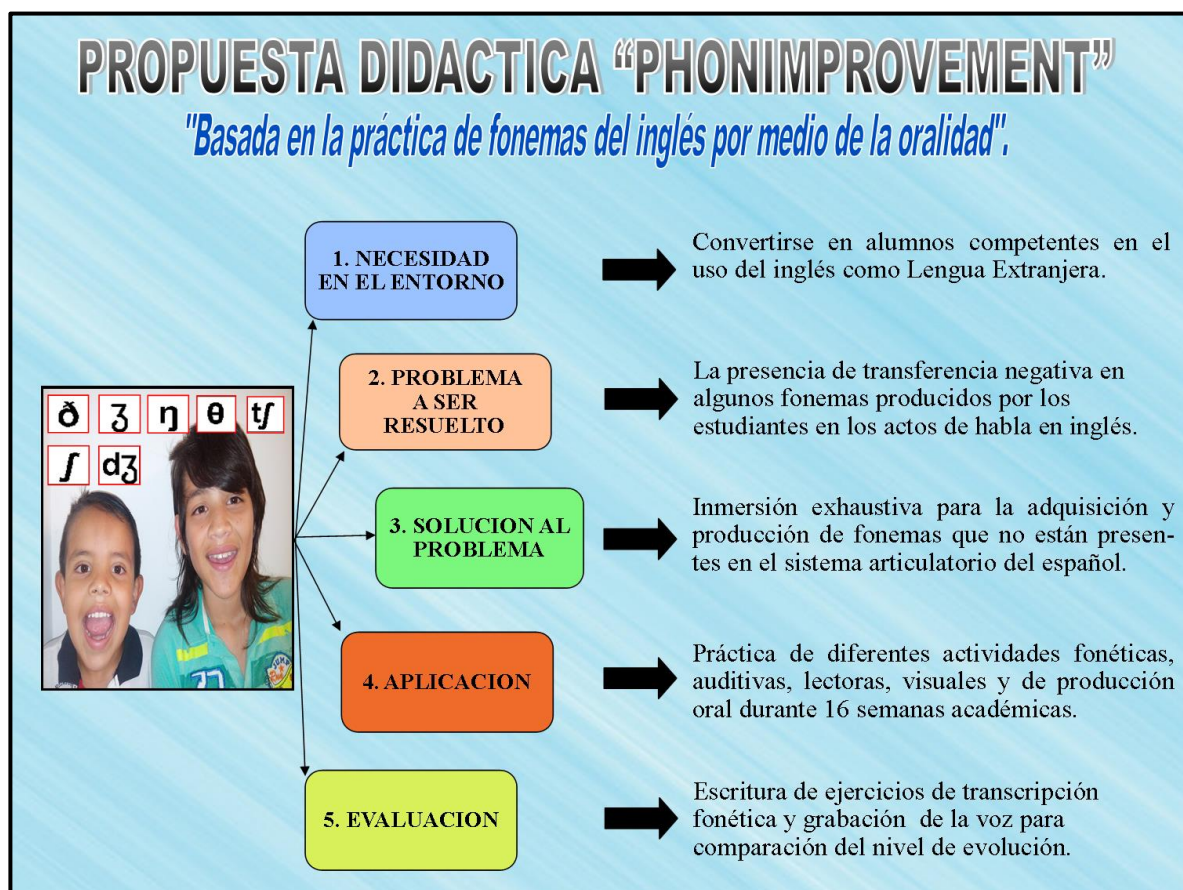 PROPUESTA DIDACTICA “PHONIMPROVEMENT”
"Basada en la práctica de fonemas del inglés por medio de la oralidad".
1. NECESIDAD
EN EL ENTORNO
Convertirse en alumnos competentes en el
uso del inglés como Lengua Extranjera.
2. PROBLEMA
A SER
RESUELTO
La presencia de transferencia negativa en
algunos fonemas producidos por los
estudiantes en los actos de habla en inglés.
ð ʒ ŋ θ tʃ
ʃ dʒ
3. SOLUCION AL
PROBLEMA
Inmersión exhaustiva para la adquisición y
producción de fonemas que no están presen-
tes en el sistema articulatorio del español.
4. APLICACION
Práctica de diferentes actividades fonéticas,
auditivas, lectoras, visuales y de producción
oral durante 16 semanas académicas.
5. EVALUACION
Escritura de ejercicios de transcripción
fonética y grabación de la voz para
comparación del nivel de evolución.